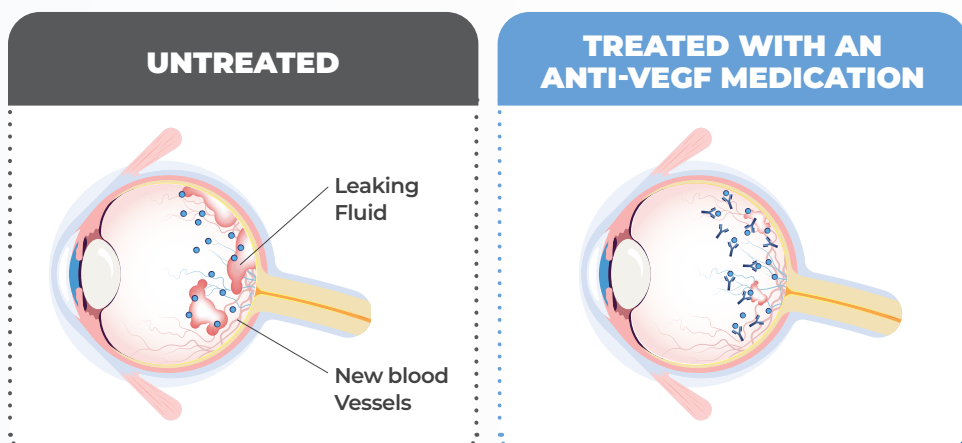 UNTREATED
TREATED WITH AN
ANTI-VEGF MEDICATION
Leaking
Fluid
New blood
Vessels